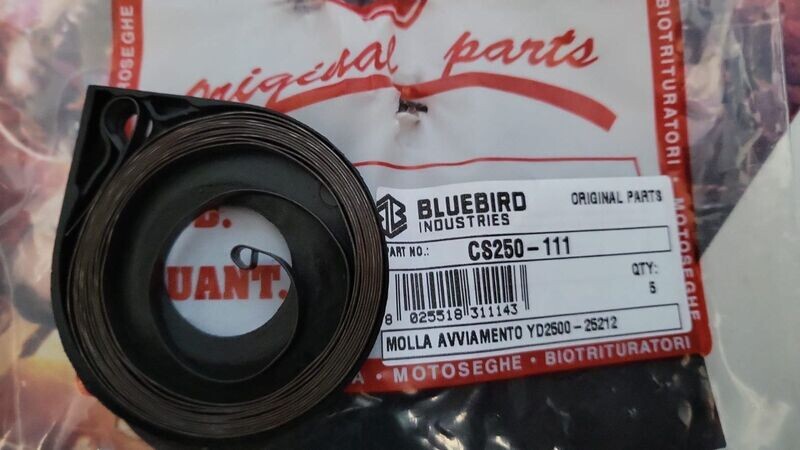 original parts
MOTOSEGHE
BIOTRITURATORI
MOTOSEGHE
BLUEBIRD
INDUSTRIES
ORIGINAL PARTS
PART NO.:
CS250-111
QTY:
5
8 025518 311143
MOLLA AVVIAMENTO YD2500 - 25212
UANT.
• MOTOSEGHE • BIOTRITURATORI